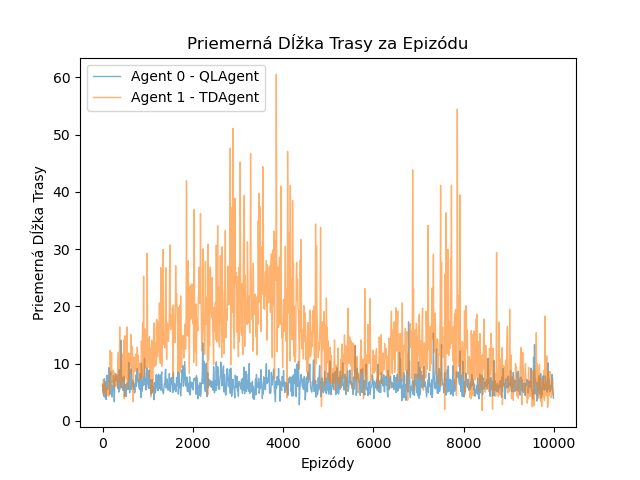 Priemerná Dĺžka Trasy za Epizódu
Agent 0 - QLAgent
Agent 1 - TDAgent
Priemerná Dĺžka Trasy
60
50
40
30
20
10
0
0 2000 4000 6000 8000 10000
Epizódy